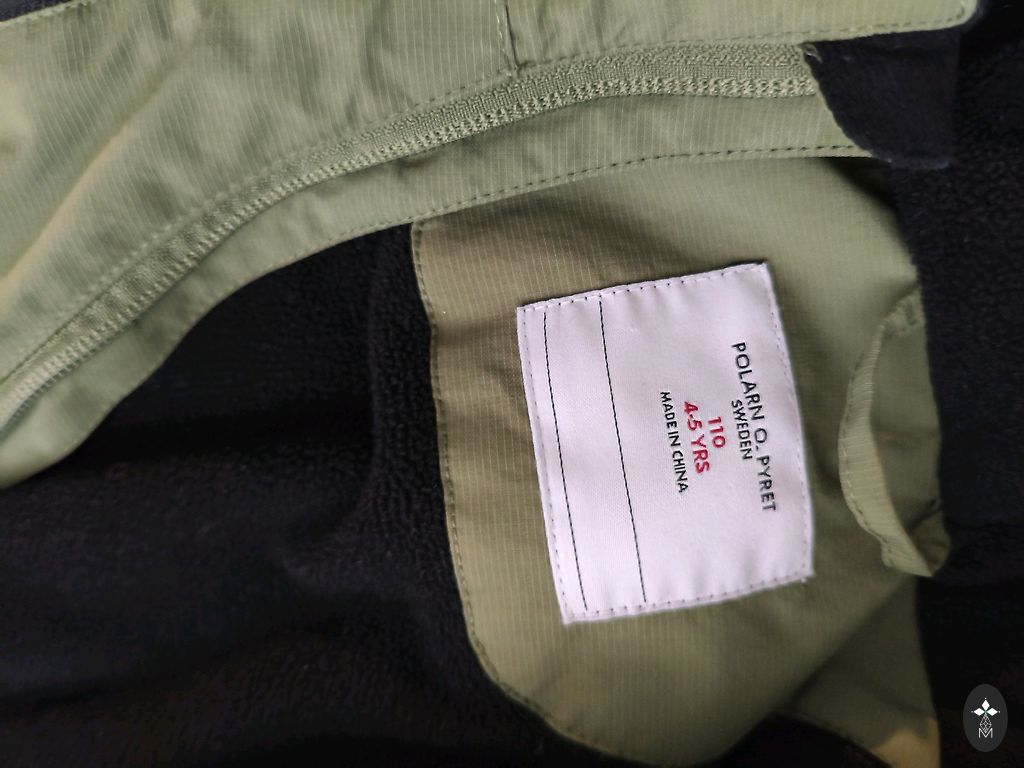 POLARN O. PYRET
SWEDEN
110
4-5 YRS
MADE IN CHINA
M